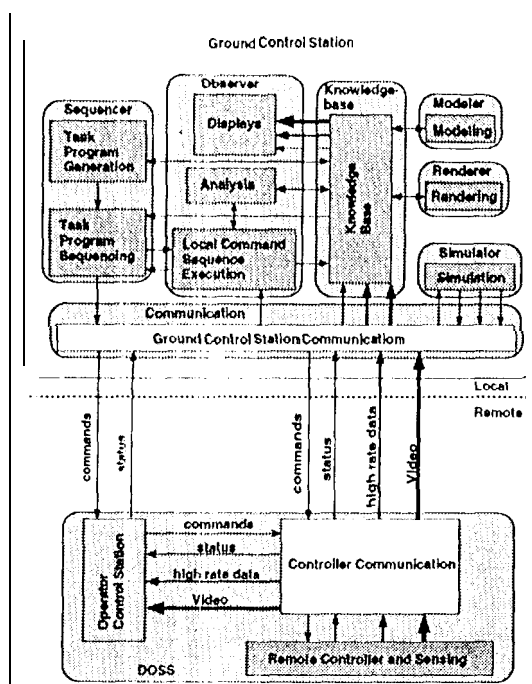 Ground Control Station
Observer
Knowledge-
base
Sequencer
Modeler
Displays
Modeling
Task
Program
Generation
Renderer
Analysis
Rendering
Knowledge
Base
Task
Program
Sequencing
Local Command
Sequence
Execution
Simulator
Simulation
Communication
Ground Control Station Communication
Local
Remote
commands
status
commands
status
high rate data
Video
Operator
Control Station
commands
status
high rate data
Video
Controller Communication
Remote Controller and Sensing
DOSS